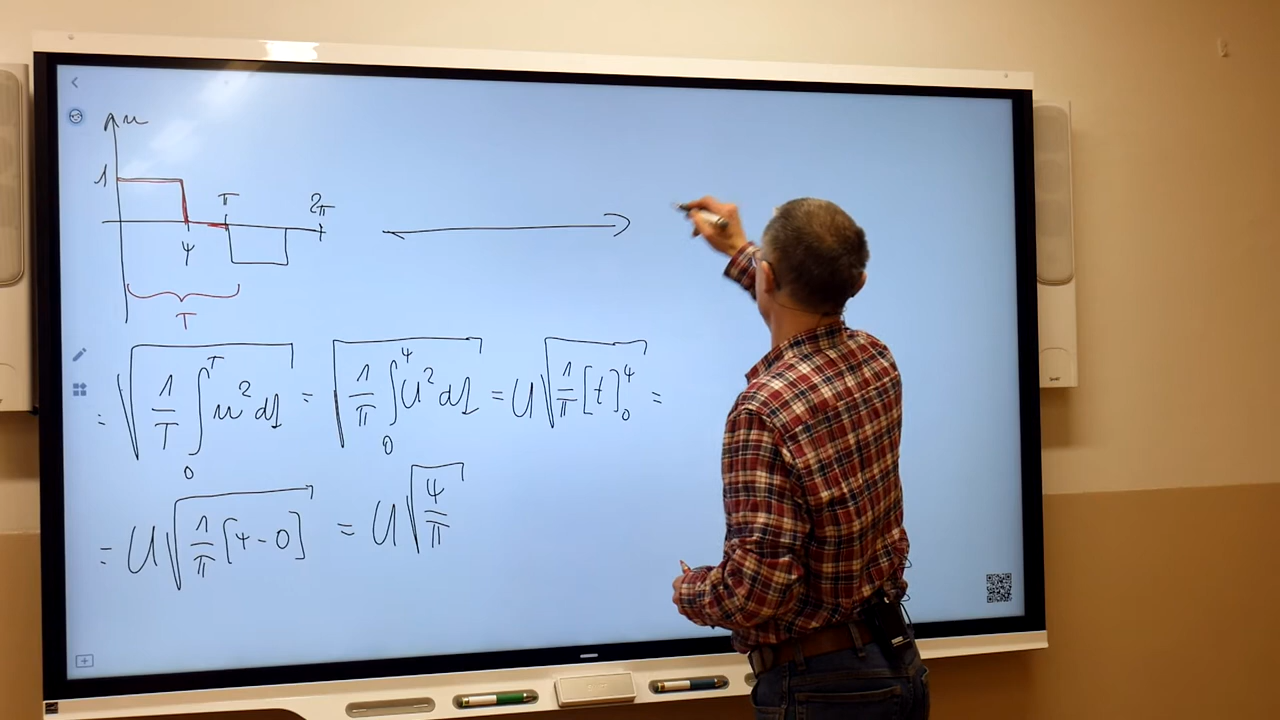 u
1
π
2π
ψ
T
= √(1/T ∫₀ᵀ u² dt) = √(1/π ∫₀^ψ U² dt) = U √(1/π [t]₀^ψ) =
= U √(1/π [ψ - 0]) = U √(ψ/π)